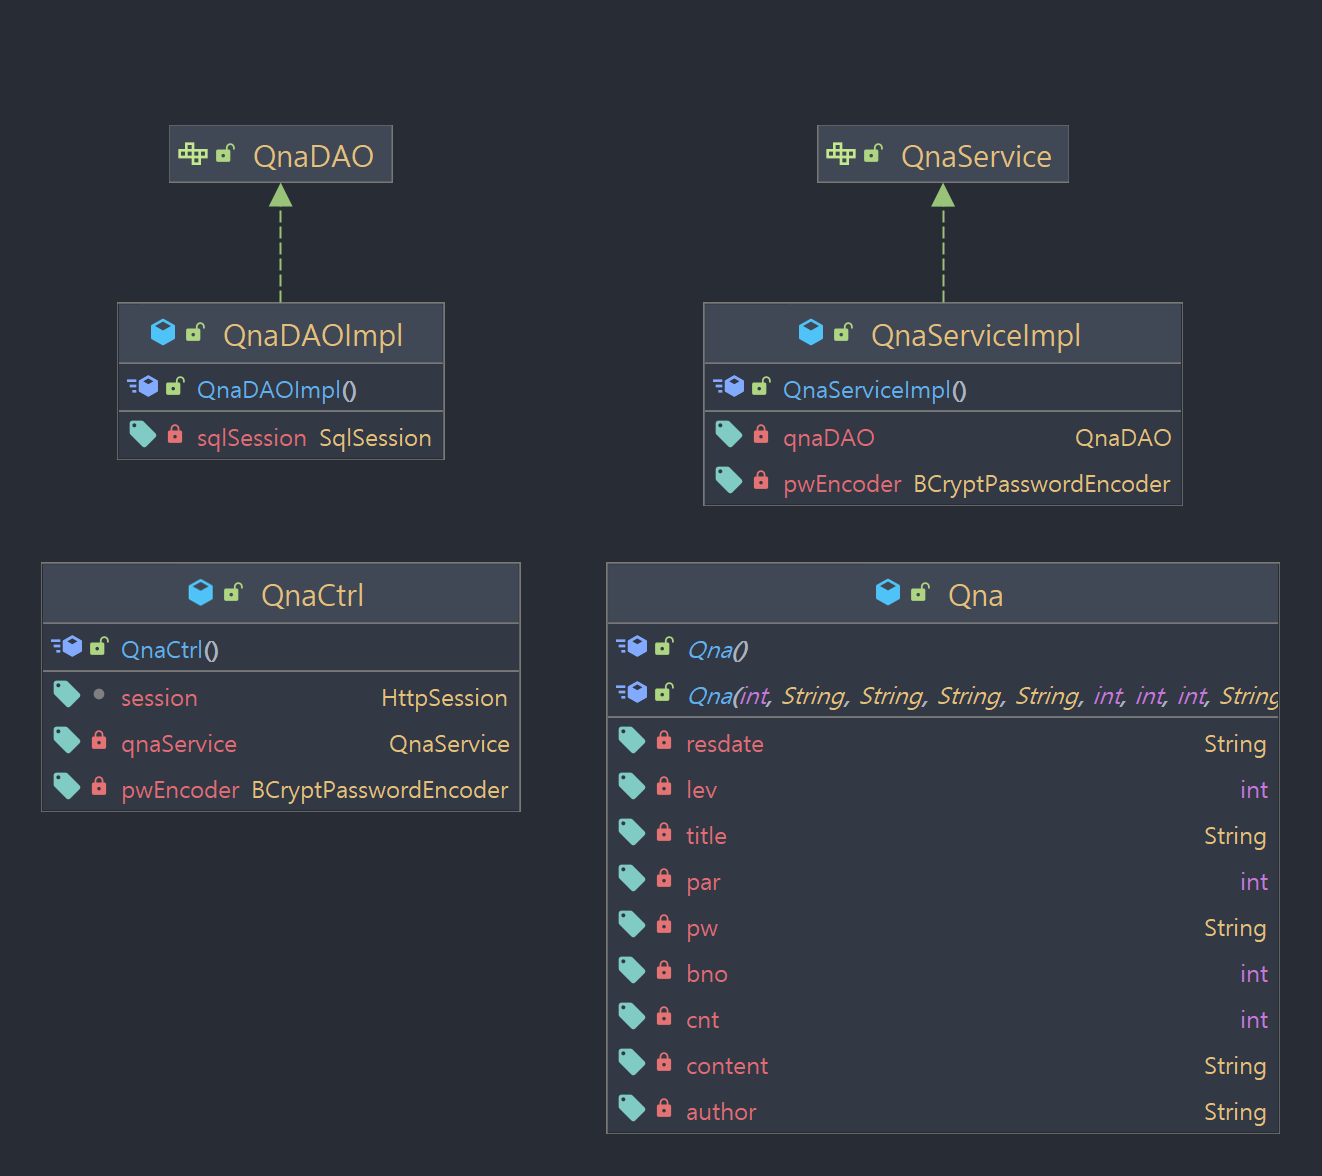 QnaDAO
QnaService
QnaDAOImpl
QnaDAOImpl()
sqlSession SqlSession
QnaServiceImpl
QnaServiceImpl()
qnaDAO QnaDAO
pwEncoder BCryptPasswordEncoder
QnaCtrl
QnaCtrl()
session HttpSession
qnaService QnaService
pwEncoder BCryptPasswordEncoder
Qna
Qna()
Qna(int, String, String, String, String, int, int, int, String
resdate String
lev int
title String
par int
pw String
bno int
cnt int
content String
author String